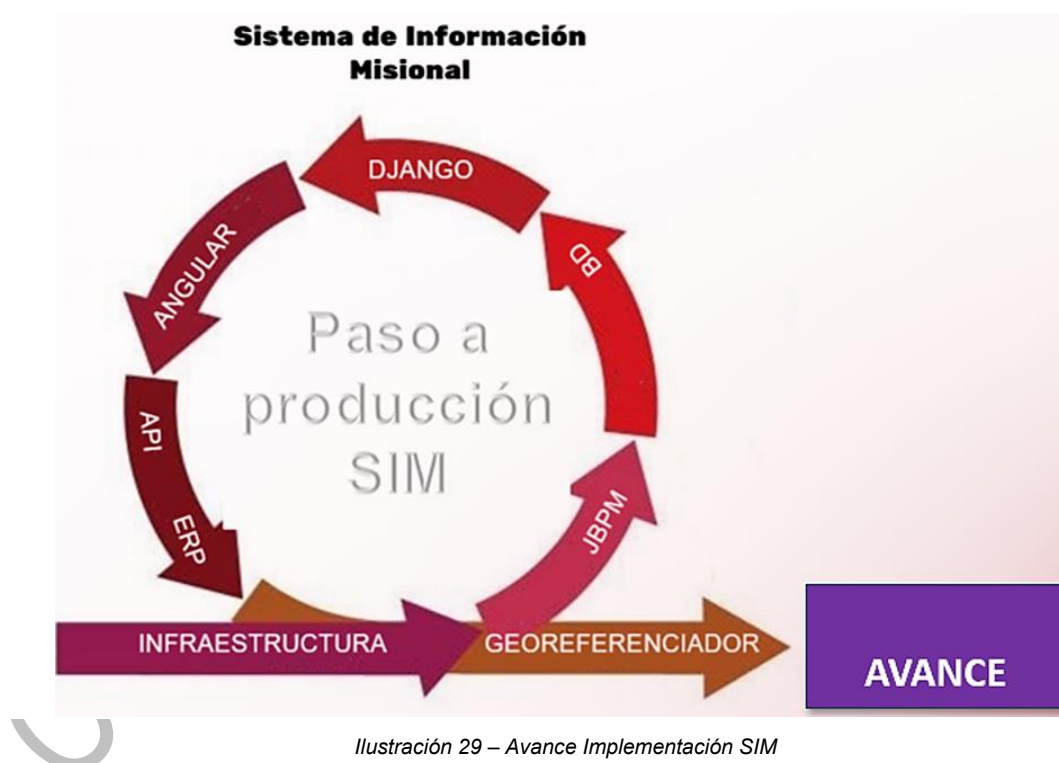 Sistema de Información
Misional
DJANGO
BD
ANGULAR
Paso a
producción
SIM
API
ERP
JBPM
INFRAESTRUCTURA
GEOREFERENCIADOR
AVANCE
Ilustración 29 – Avance Implementación SIM